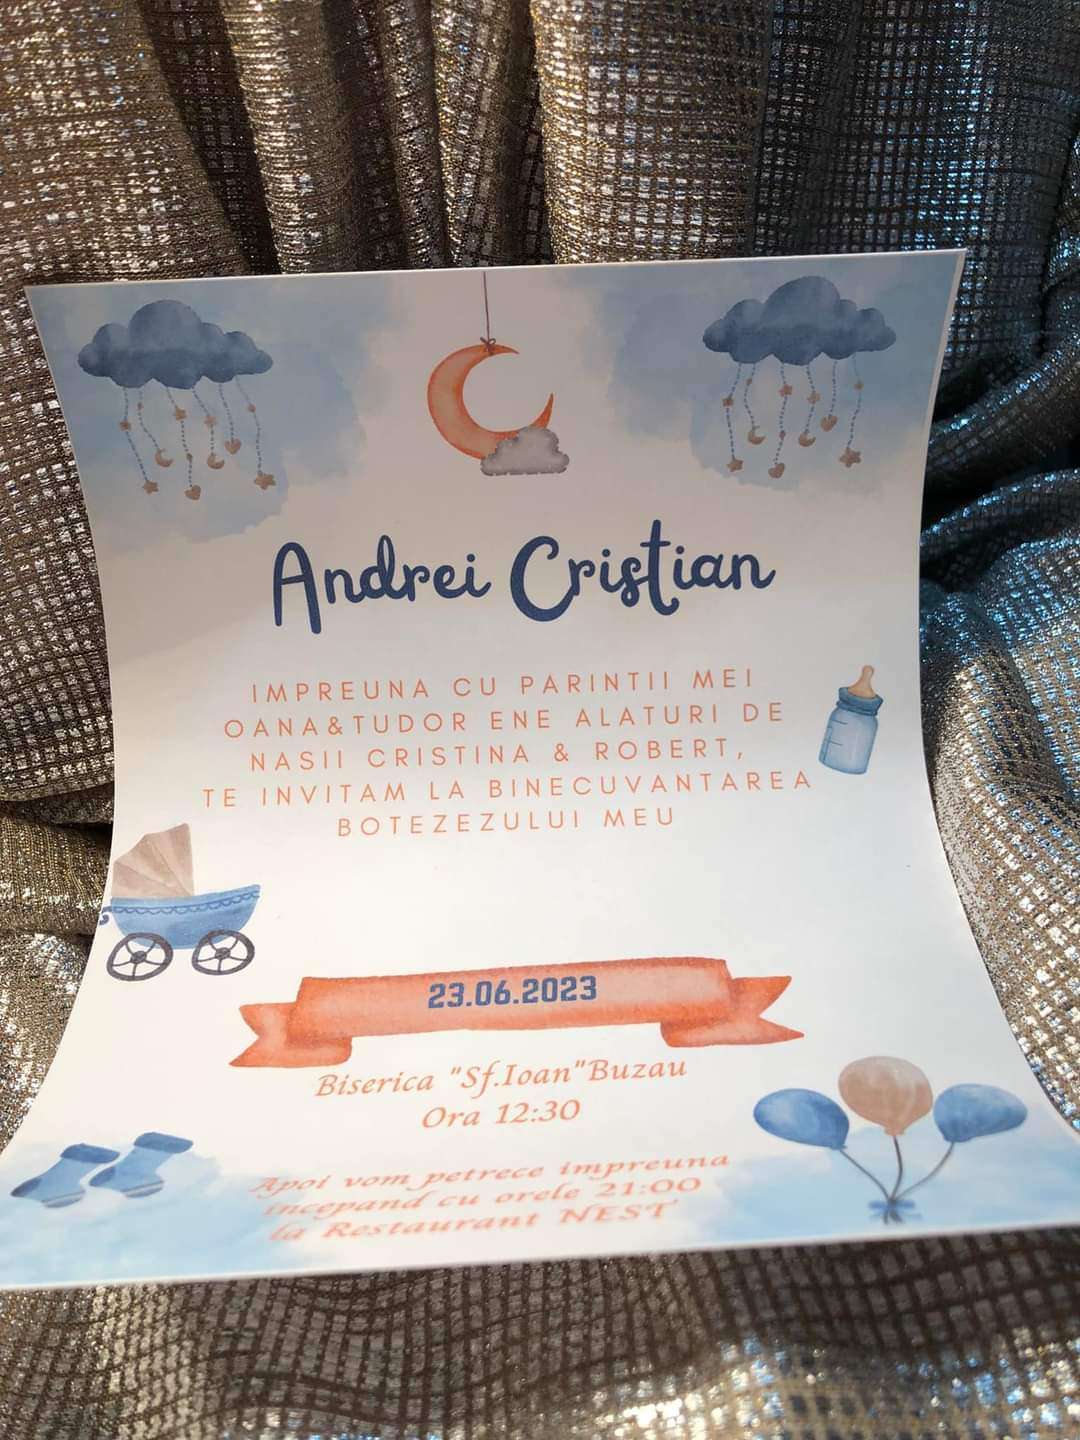 Andrei Cristian
IMPREUNA CU PARINTII MEI
OANA&TUDOR ENE ALATURI DE
NASII CRISTINA & ROBERT,
TE INVITAM LA BINECUVANTAREA
BOTEZEZULUI MEU
23.06.2023
Biserica "Sf.Ioan"Buzau
Ora 12:30
Apoi vom petrece impreuna
incepand cu orele 21:00
la Restaurant NEST